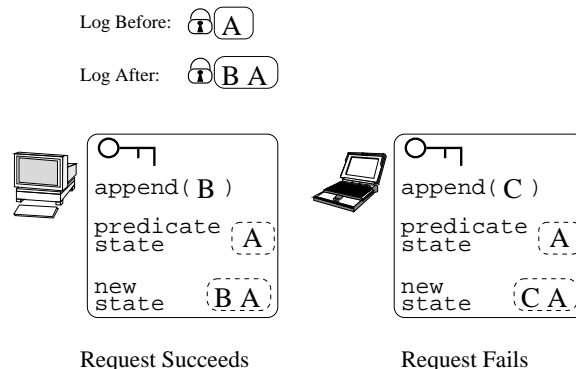 Log Before: A
Log After: B A
append( B )
predicate
state A
new
state B A
Request Succeeds
append( C )
predicate
state A
new
state C A
Request Fails